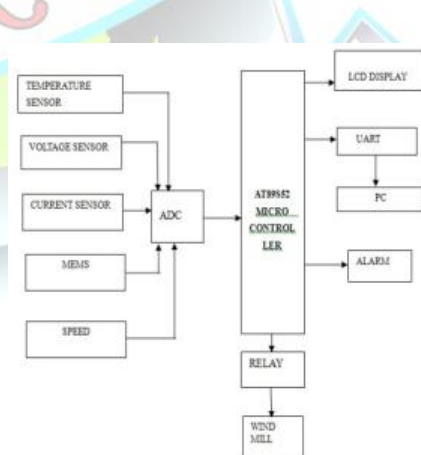 TEMPERATURE
SENSOR
VOLTAGE SENSOR
CURRENT SENSOR
MEMS
SPEED
ADC
AT89S52
MICRO
CONTROL
LER
LCD DISPLAY
UART
PC
ALARM
RELAY
WIND
MILL